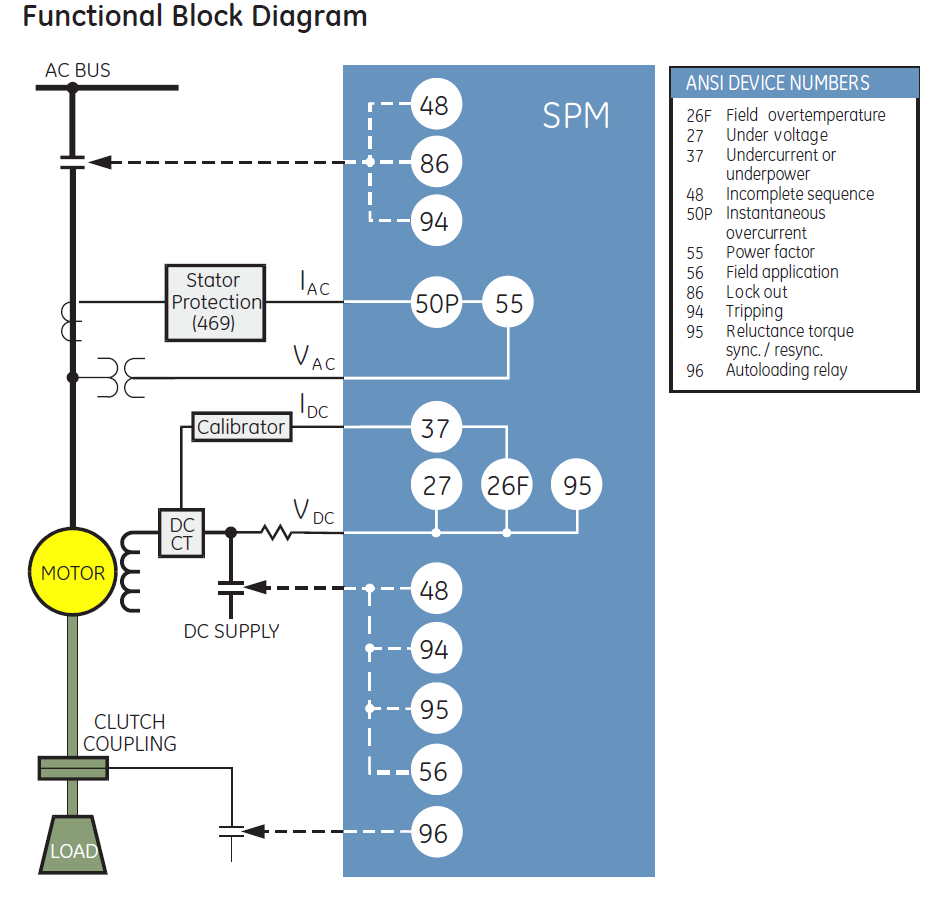 Functional Block Diagram
AC BUS
48
SPM
86
94
Stator
Protection
(469)
IAC
50P
55
VAC
IDC
Calibrator
37
27
26F
95
VDC
DC
CT
MOTOR
48
DC SUPPLY
94
95
CLUTCH
COUPLING
56
96
LOAD
ANSI DEVICE NUMBERS
26F Field overtemperature
27 Under voltage
37 Undercurrent or
underpower
48 Incomplete sequence
50P Instantaneous
overcurrent
55 Power factor
56 Field application
86 Lock out
94 Tripping
95 Reluctance torque
sync. / resync.
96 Autoloading relay